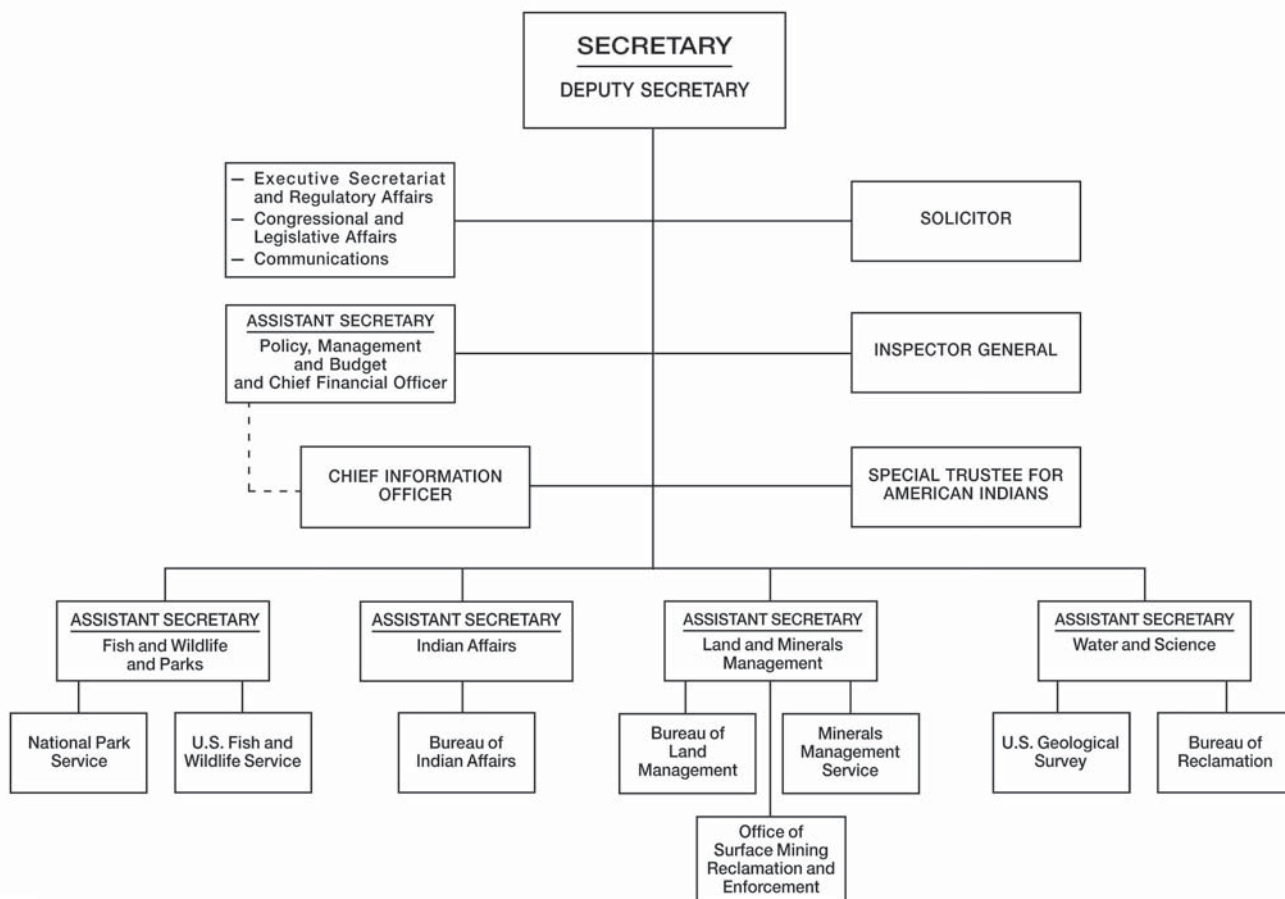 SECRETARY
DEPUTY SECRETARY
– Executive Secretariat
and Regulatory Affairs
– Congressional and
Legislative Affairs
– Communications
SOLICITOR
ASSISTANT SECRETARY
Policy, Management
and Budget
and Chief Financial Officer
INSPECTOR GENERAL
CHIEF INFORMATION
OFFICER
SPECIAL TRUSTEE FOR
AMERICAN INDIANS
ASSISTANT SECRETARY
Fish and Wildlife
and Parks
ASSISTANT SECRETARY
Indian Affairs
ASSISTANT SECRETARY
Land and Minerals
Management
ASSISTANT SECRETARY
Water and Science
National Park
Service
U.S. Fish and
Wildlife Service
Bureau of
Indian Affairs
Bureau of
Land
Management
Minerals
Management
Service
U.S. Geological
Survey
Bureau of
Reclamation
Office of
Surface Mining
Reclamation and
Enforcement